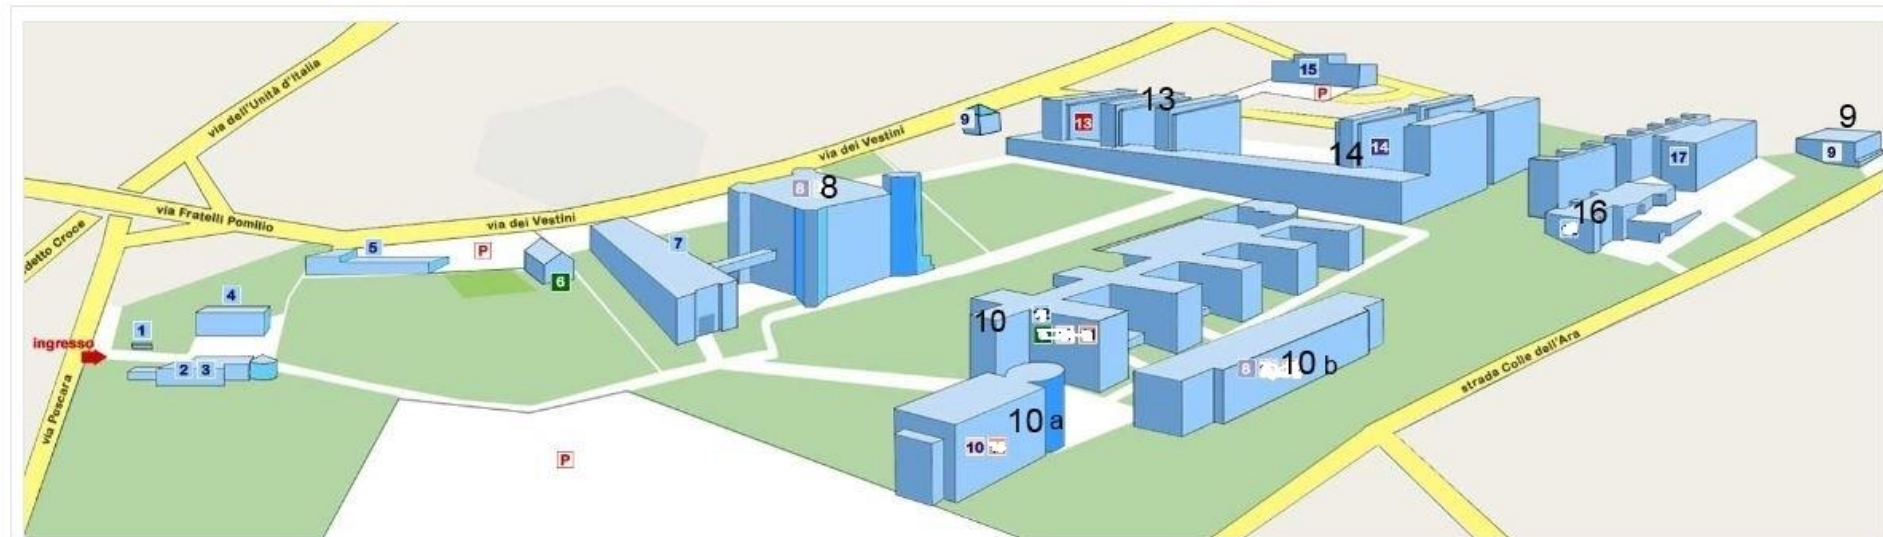 via dell'Unità d'Italia
via Fratelli Pomilio
detto Croce
via dei Vestini
via dei Vestini
via Pescara
strada Colle dell'Ara
ingresso
1
2
3
4
5
P
6
7
8
8
9
13
13
14
14
15
P
16
17
9
9
10
10
10 a
8
10 b
P